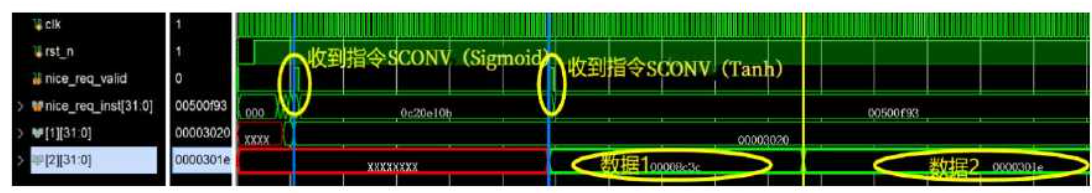 clk 1
rst_n 1
nice_req_valid 0
nice_req_inst[31:0] 00500f93
[1][31:0] 00003020
[2][31:0] 0000301e
收到指令SCONV（Sigmoid）
收到指令SCONV（Tanh）
000 0c20e10b 00500f93
XXXX 00003020
XXXXXXXX 数据1 00006c3c 数据2 0000301e